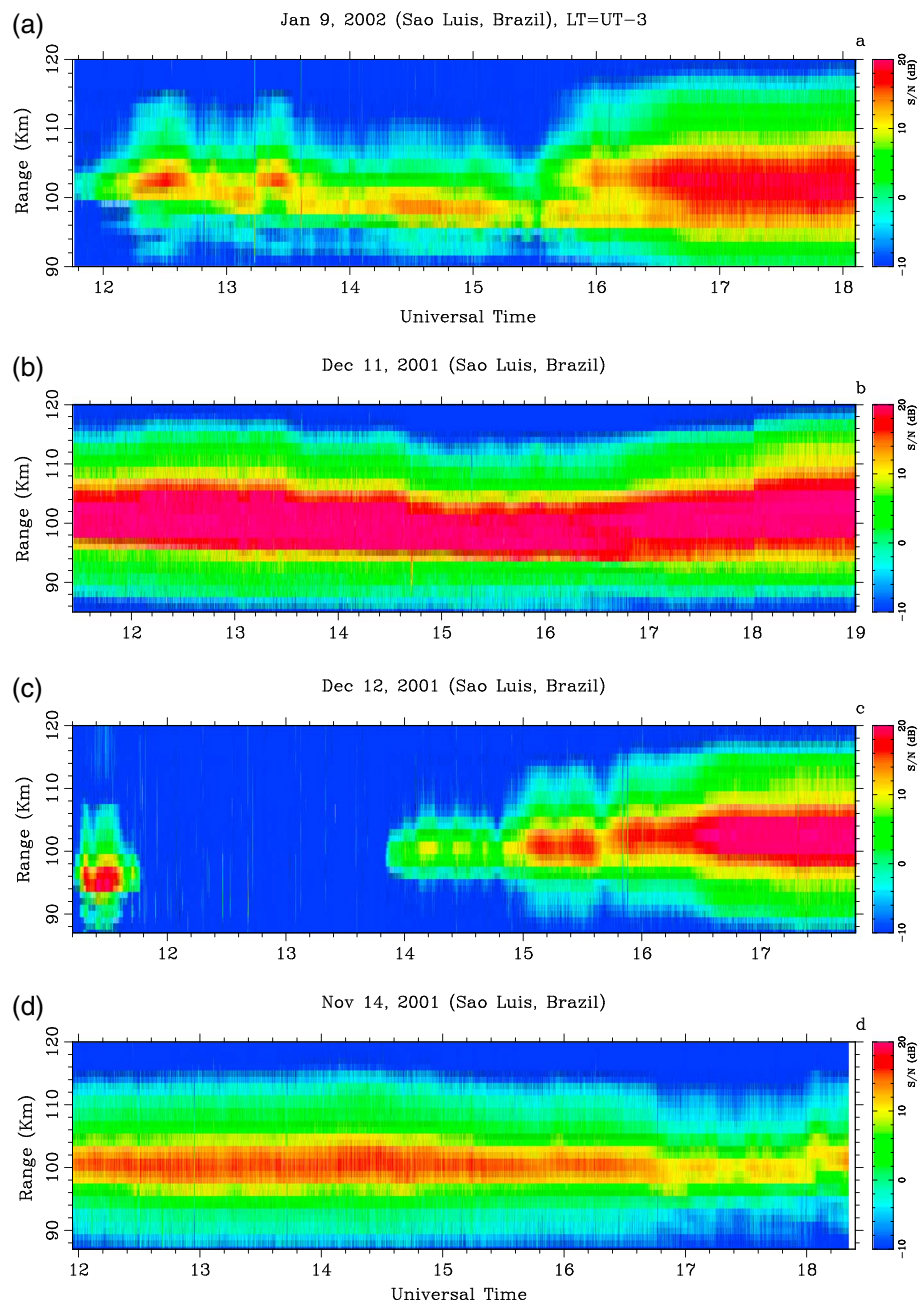 (a)
Jan 9, 2002 (Sao Luis, Brazil), LT=UT−3
a
120
110
100
90
Range (Km)
12 13 14 15 16 17 18
Universal Time
20
10
0
−10
S/N (dB)
(b)
Dec 11, 2001 (Sao Luis, Brazil)
b
120
110
100
90
Range (Km)
12 13 14 15 16 17 18 19
20
10
0
−10
S/N (dB)
(c)
Dec 12, 2001 (Sao Luis, Brazil)
c
120
110
100
90
Range (Km)
12 13 14 15 16 17
20
10
0
−10
S/N (dB)
(d)
Nov 14, 2001 (Sao Luis, Brazil)
d
120
110
100
90
Range (Km)
12 13 14 15 16 17 18
Universal Time
20
10
0
−10
S/N (dB)